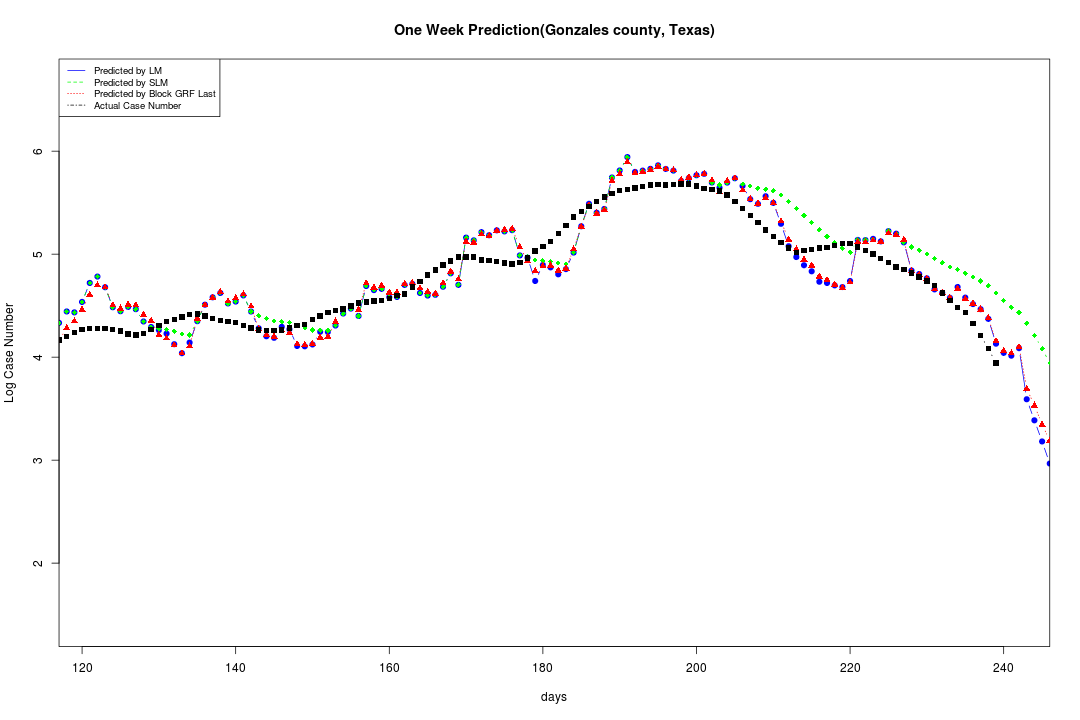 One Week Prediction(Gonzales county, Texas)
Predicted by LM
Predicted by SLM
Predicted by Block GRF Last
Actual Case Number
Log Case Number
6
5
4
3
2
120 140 160 180 200 220 240
days